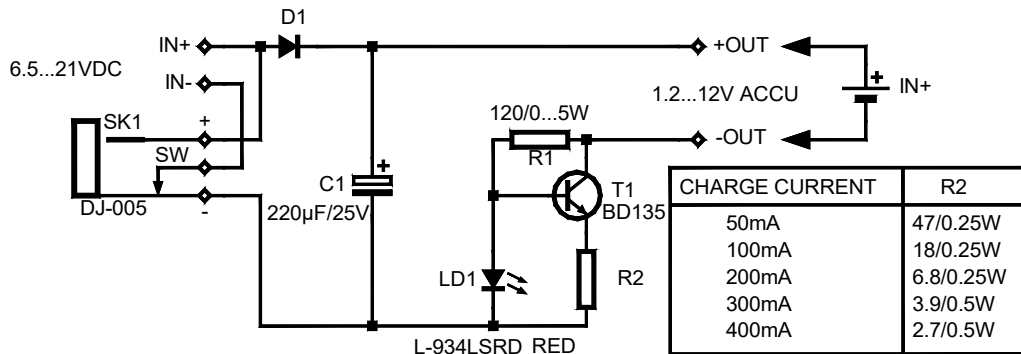 D1
IN+
+OUT
6.5...21VDC
IN-
IN+
+
1.2...12V ACCU
120/0...5W
SK1
+
-OUT
SW
R1
+
C1
T1
CHARGE CURRENT R2
DJ-005
-
220µF/25V
BD135
50mA 47/0.25W
100mA 18/0.25W
LD1
R2
200mA 6.8/0.25W
300mA 3.9/0.5W
400mA 2.7/0.5W
L-934LSRD RED